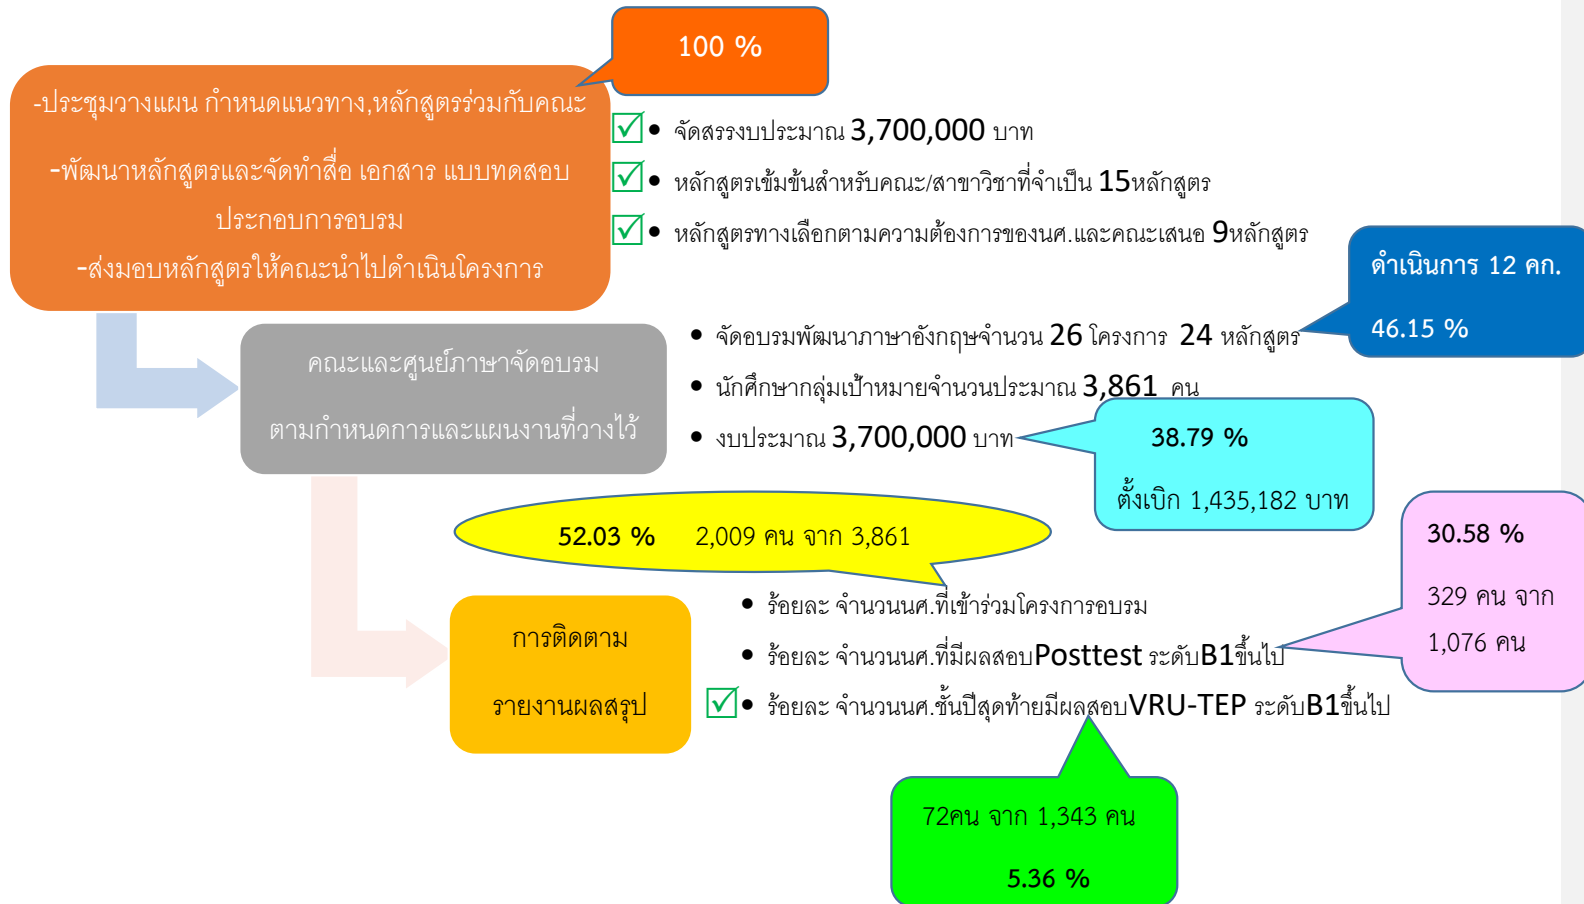 100 %
-ประชุมวางแผน กำหนดแนวทาง,หลักสูตรร่วมกับคณะ
-พัฒนาหลักสูตรและจัดทำสื่อ เอกสาร แบบทดสอบ
ประกอบการอบรม
-ส่งมอบหลักสูตรให้คณะนำไปดำเนินโครงการ
• จัดสรรงบประมาณ 3,700,000 บาท
• หลักสูตรเข้มข้นสำหรับคณะ/สาขาวิชาที่จำเป็น 15หลักสูตร
• หลักสูตรทางเลือกตามความต้องการของนศ.และคณะเสนอ 9หลักสูตร
ดำเนินการ 12 คก.
46.15 %
คณะและศูนย์ภาษาจัดอบรม
ตามกำหนดการและแผนงานที่วางไว้
• จัดอบรมพัฒนาภาษาอังกฤษจำนวน 26 โครงการ 24 หลักสูตร
• นักศึกษากลุ่มเป้าหมายจำนวนประมาณ 3,861 คน
• งบประมาณ 3,700,000 บาท
38.79 %
ตั้งเบิก 1,435,182 บาท
52.03 % 2,009 คน จาก 3,861
30.58 %
329 คน จาก
1,076 คน
การติดตาม
รายงานผลสรุป
• ร้อยละ จำนวนนศ.ที่เข้าร่วมโครงการอบรม
• ร้อยละ จำนวนนศ.ที่มีผลสอบPosttest ระดับB1ขึ้นไป
• ร้อยละ จำนวนนศ.ชั้นปีสุดท้ายมีผลสอบVRU-TEP ระดับB1ขึ้นไป
72คน จาก 1,343 คน
5.36 %